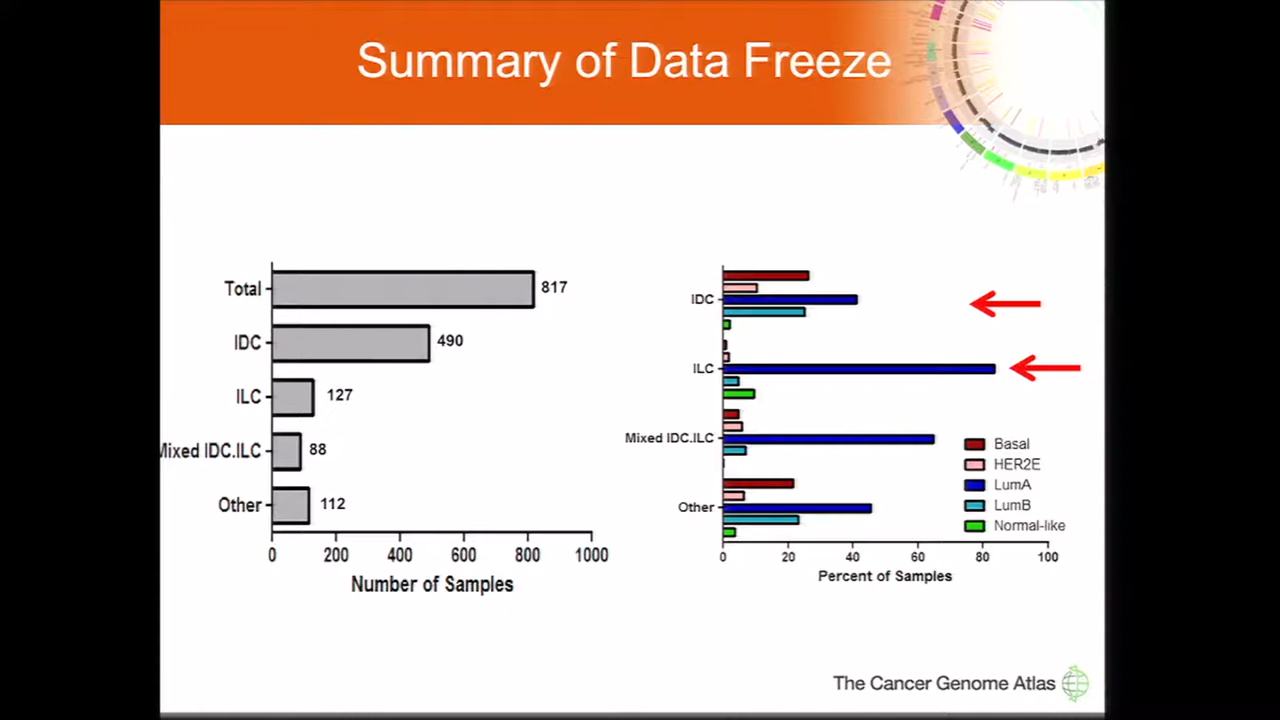 Summary of Data Freeze
Total
817
IDC
490
ILC
127
Mixed IDC.ILC
88
Other
112
0 200 400 600 800 1000
Number of Samples
IDC
ILC
Mixed IDC.ILC
Other
Basal
HER2E
LumA
LumB
Normal-like
0 20 40 60 80 100
Percent of Samples
The Cancer Genome Atlas